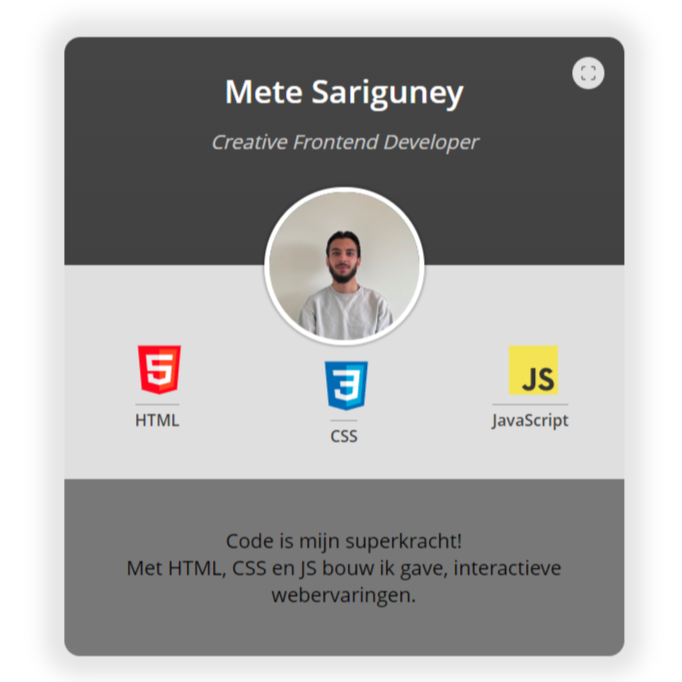 Mete Sariguney
Creative Frontend Developer
5
HTML
3
CSS
JS
JavaScript
Code is mijn superkracht!
Met HTML, CSS en JS bouw ik gave, interactieve
webervaringen.